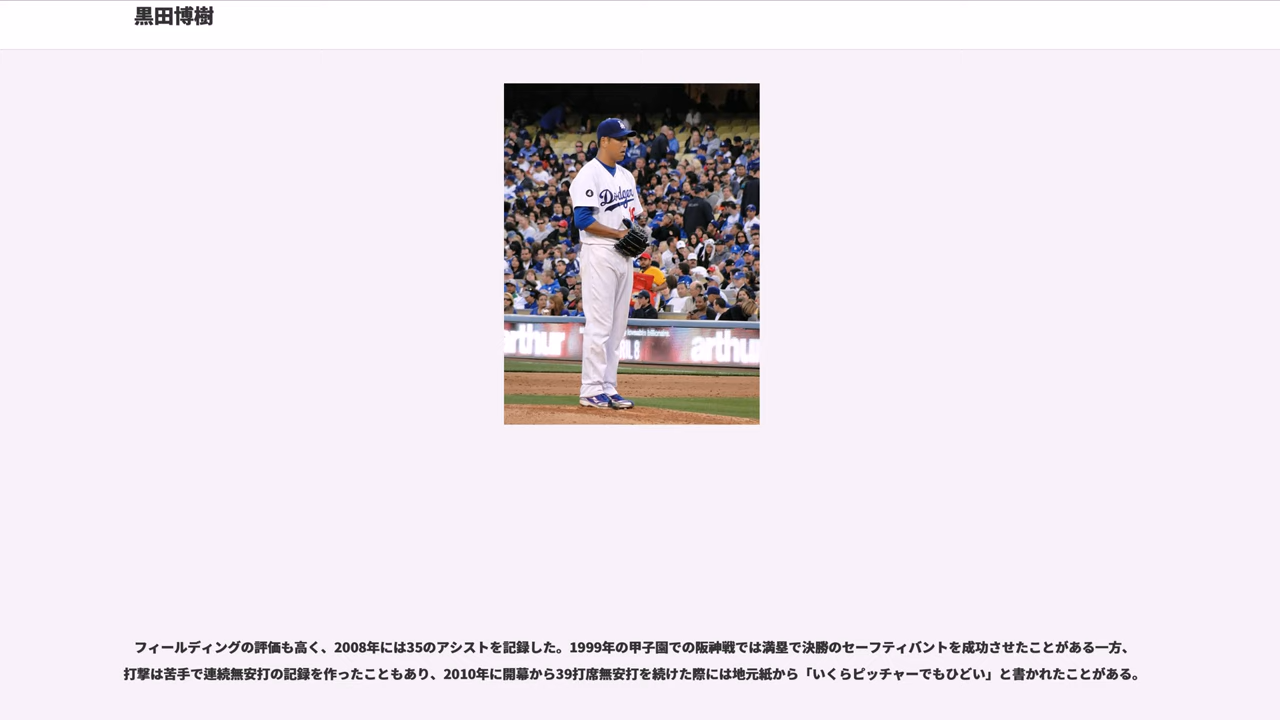 黒田博樹
Dodgers
loveable billionaire.
arthur
arthur
フィールディングの評価も高く、2008年には35のアシストを記録した。1999年の甲子園での阪神戦では満塁で決勝のセーフティバントを成功させたことがある一方、
打撃は苦手で連続無安打の記録を作ったこともあり、2010年に開幕から39打席無安打を続けた際には地元紙から「いくらピッチャーでもひどい」と書かれたことがある。